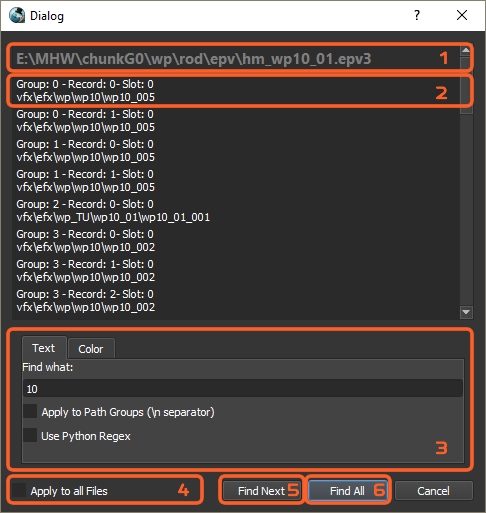 Dialog
?
E:\MHW\chunkG0\wp\rod\epv\hm_wp10_01.epv3 1
Group: 0 - Record: 0- Slot: 0
vfx\efx\wp\wp10\wp10_005 2
Group: 0 - Record: 1- Slot: 0
vfx\efx\wp\wp10\wp10_005
Group: 1 - Record: 0- Slot: 0
vfx\efx\wp\wp10\wp10_005
Group: 1 - Record: 1- Slot: 0
vfx\efx\wp\wp10\wp10_005
Group: 2 - Record: 0- Slot: 0
vfx\efx\wp_TU\wp10_01\wp10_01_001
Group: 3 - Record: 0- Slot: 0
vfx\efx\wp\wp10\wp10_002
Group: 3 - Record: 1- Slot: 0
vfx\efx\wp\wp10\wp10_002
Group: 3 - Record: 2- Slot: 0
vfx\efx\wp\wp10\wp10_002
Text Color
Find what:
10
Apply to Path Groups (\n separator)
Use Python Regex
3
Apply to all Files 4 Find Next 5 Find All 6 Cancel